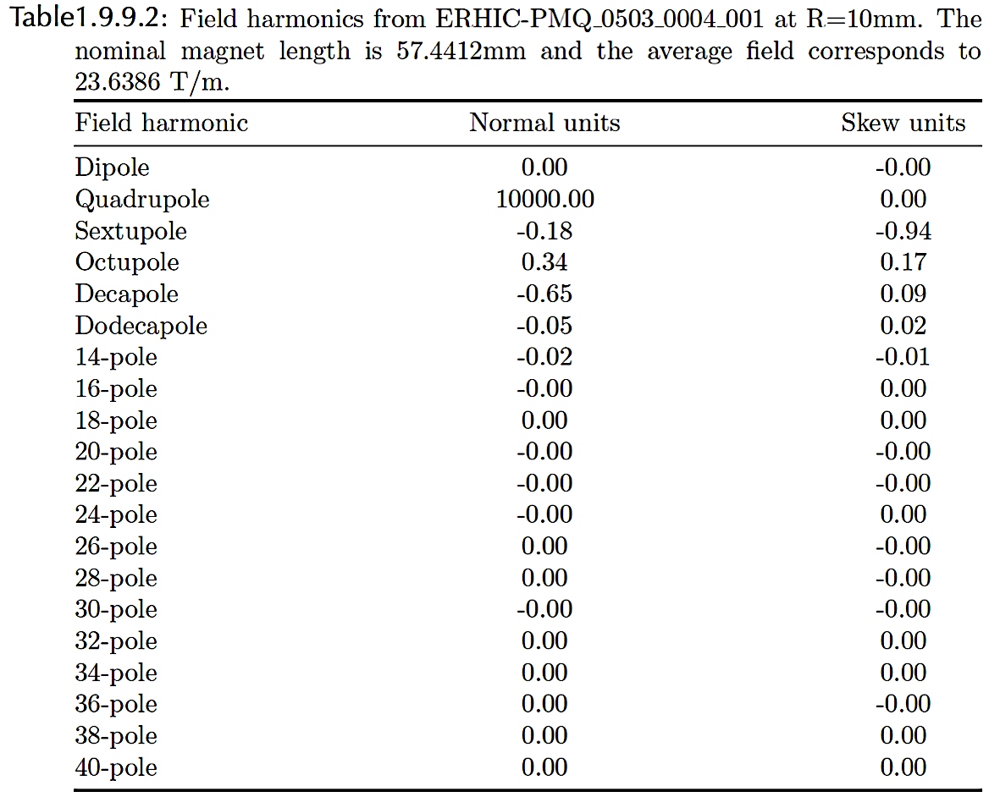 Table1.9.9.2: Field harmonics from ERHIC-PMQ_0503_0004_001 at R=10mm. The
nominal magnet length is 57.4412mm and the average field corresponds to
23.6386 T/m.
Field harmonic Normal units Skew units
Dipole 0.00 -0.00
Quadrupole 10000.00 0.00
Sextupole -0.18 -0.94
Octupole 0.34 0.17
Decapole -0.65 0.09
Dodecapole -0.05 0.02
14-pole -0.02 -0.01
16-pole -0.00 0.00
18-pole 0.00 0.00
20-pole -0.00 -0.00
22-pole -0.00 -0.00
24-pole -0.00 0.00
26-pole 0.00 -0.00
28-pole 0.00 -0.00
30-pole -0.00 -0.00
32-pole 0.00 0.00
34-pole 0.00 0.00
36-pole 0.00 -0.00
38-pole 0.00 0.00
40-pole 0.00 0.00